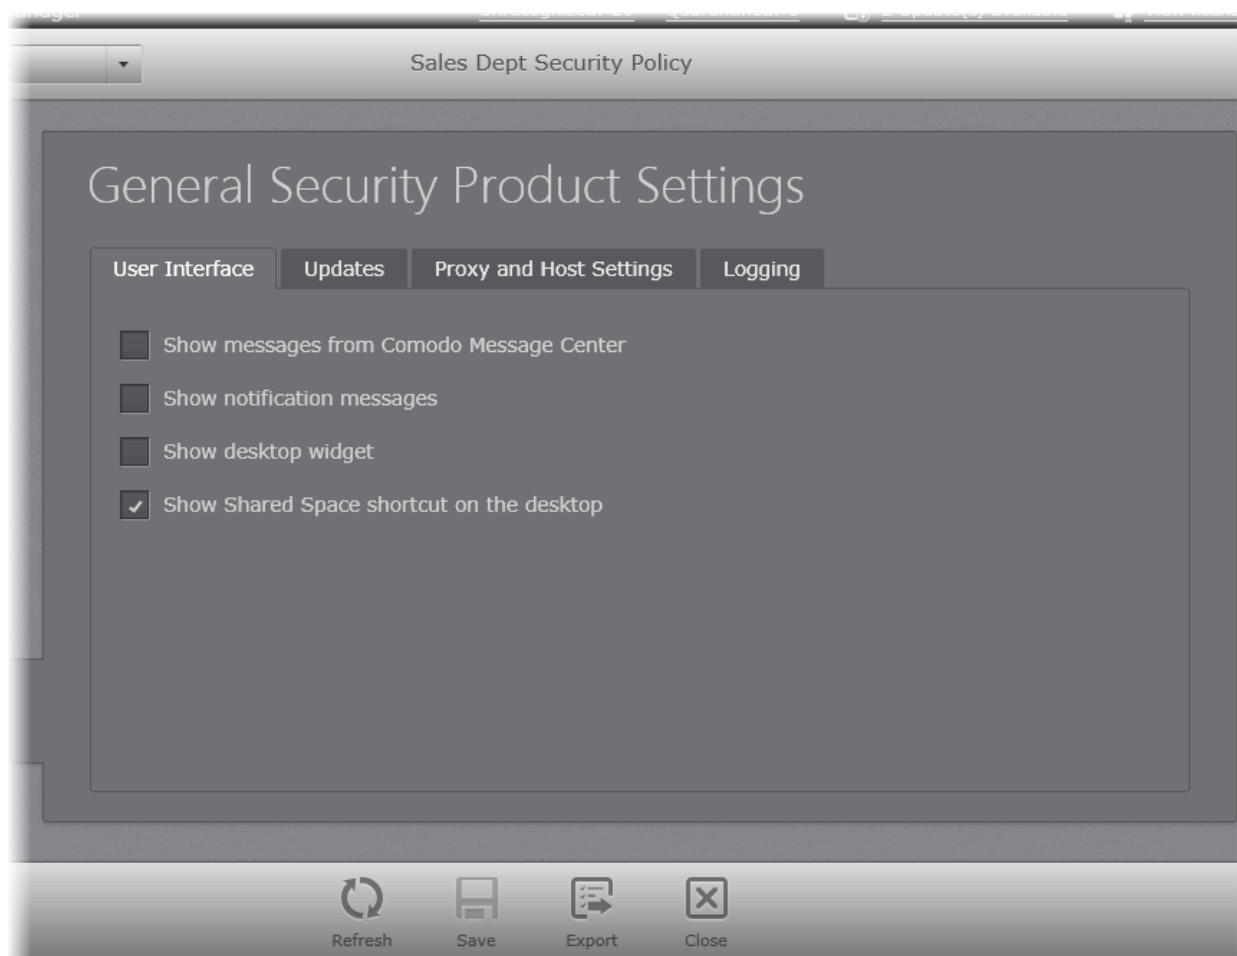 Sales Dept Security Policy
General Security Product Settings
User Interface Updates Proxy and Host Settings Logging
Show messages from Comodo Message Center
Show notification messages
Show desktop widget
Show Shared Space shortcut on the desktop
Refresh Save Export Close